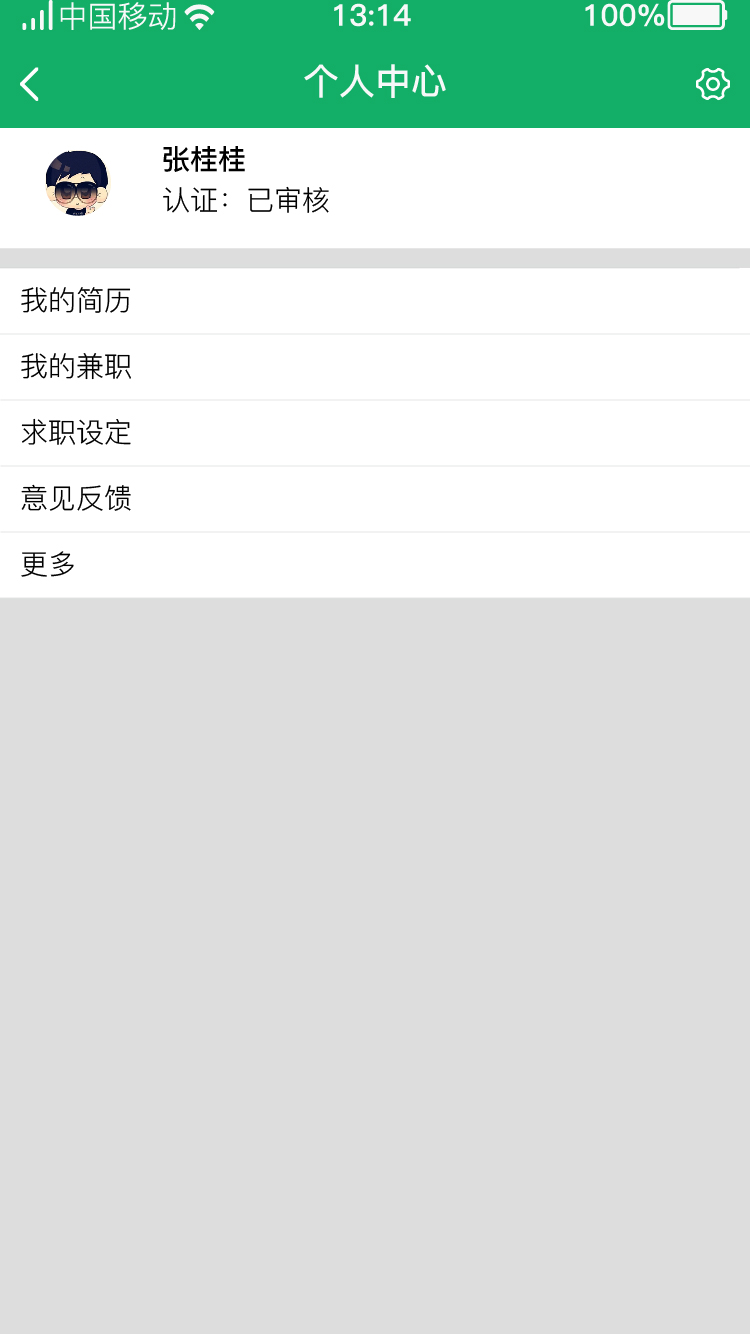 中国移动 13:14 100%
个人中心
张桂桂
认证：已审核
我的简历
我的兼职
求职设定
意见反馈
更多